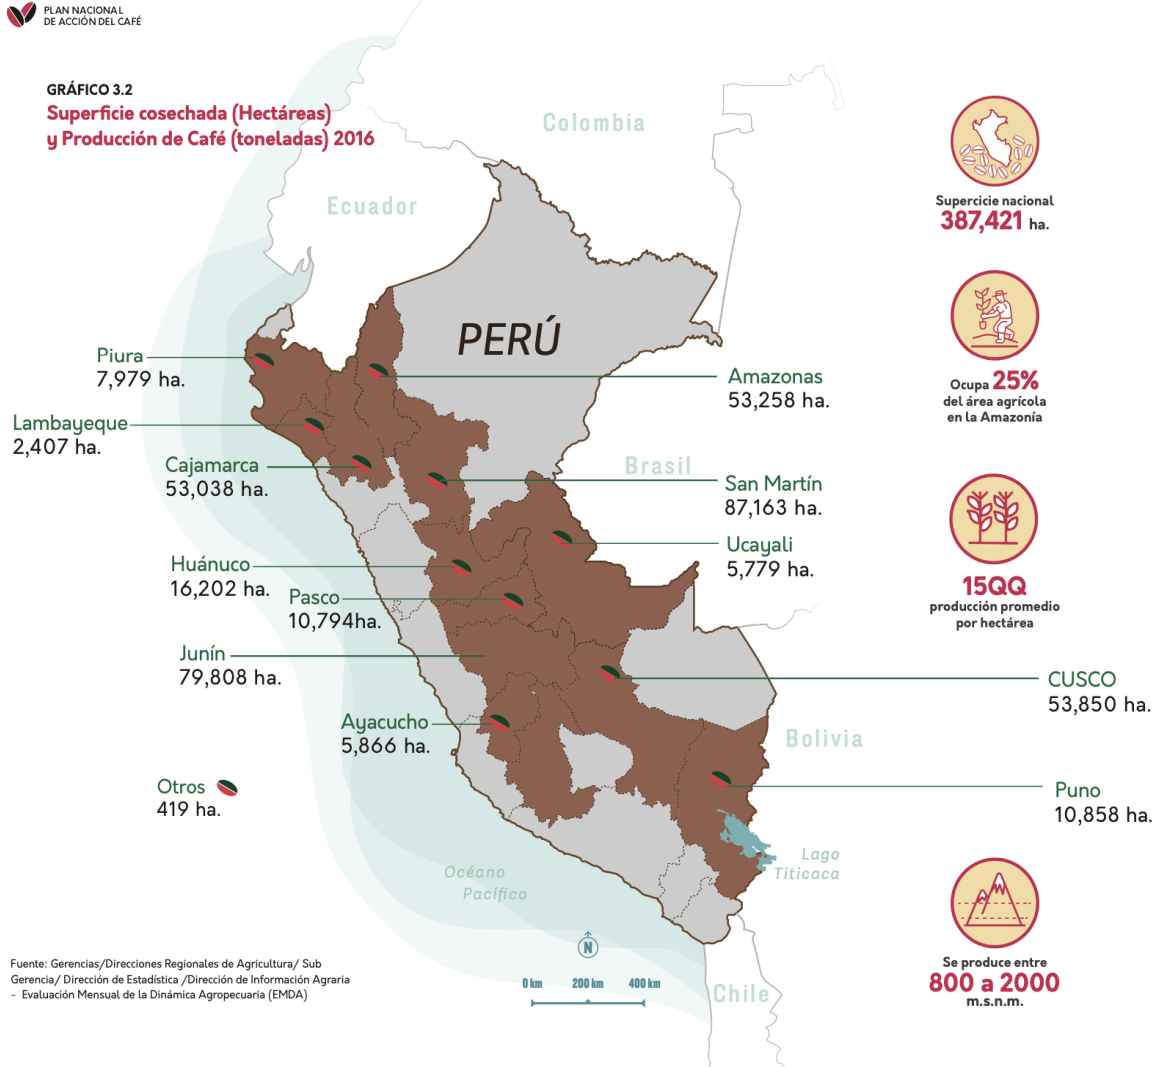 PLAN NACIONAL
DE ACCIÓN DEL CAFÉ
GRÁFICO 3.2
Superficie cosechada (Hectáreas)
y Producción de Café (toneladas) 2016
Colombia
Ecuador
PERÚ
Brasil
Bolivia
Chile
Lago
Titicaca
Océano
Pacífico
Piura
7,979 ha.
Lambayeque
2,407 ha.
Cajamarca
53,038 ha.
Huánuco
16,202 ha.
Pasco
10,794ha.
Junín
79,808 ha.
Ayacucho
5,866 ha.
Otros
419 ha.
Amazonas
53,258 ha.
San Martín
87,163 ha.
Ucayali
5,779 ha.
CUSCO
53,850 ha.
Puno
10,858 ha.
Supercicie nacional
387,421 ha.
Ocupa 25%
del área agrícola
en la Amazonía
15QQ
producción promedio
por hectárea
Se produce entre
800 a 2000
m.s.n.m.
N
0 km 200 km 400 km
Fuente: Gerencias/Direcciones Regionales de Agricultura/ Sub
Gerencia/ Dirección de Estadística /Dirección de Información Agraria
- Evaluación Mensual de la Dinámica Agropecuaria (EMDA)